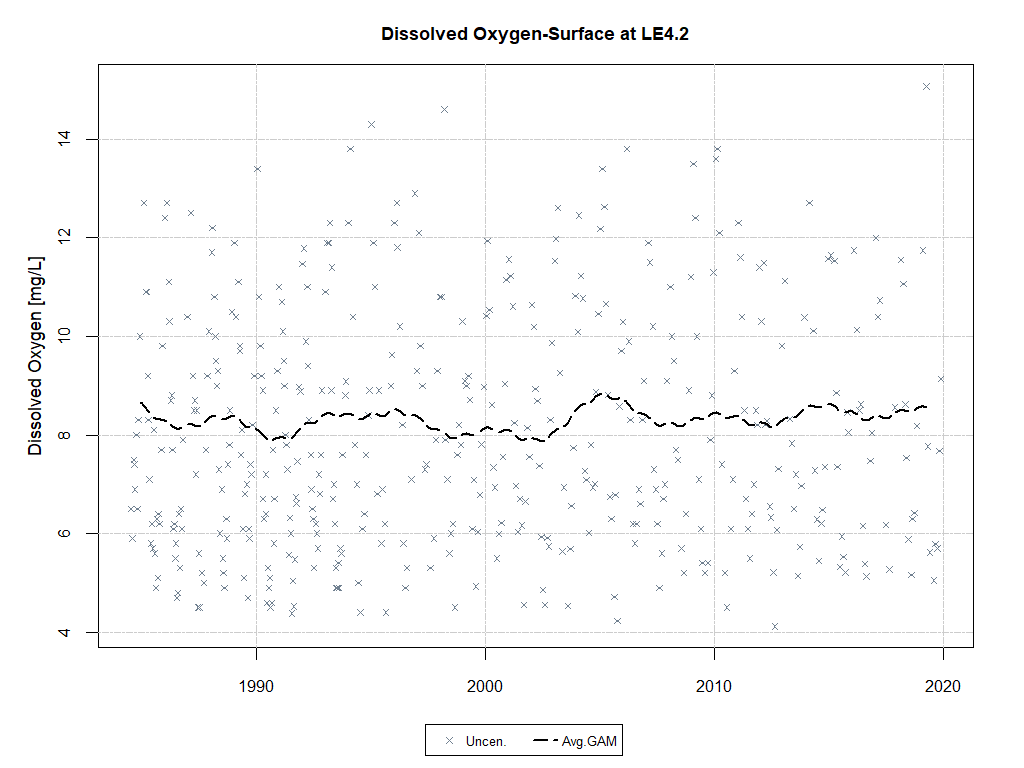 Dissolved Oxygen-Surface at LE4.2
Dissolved Oxygen [mg/L]
14
12
10
8
6
4
1990
2000
2010
2020
Uncen.
Avg.GAM